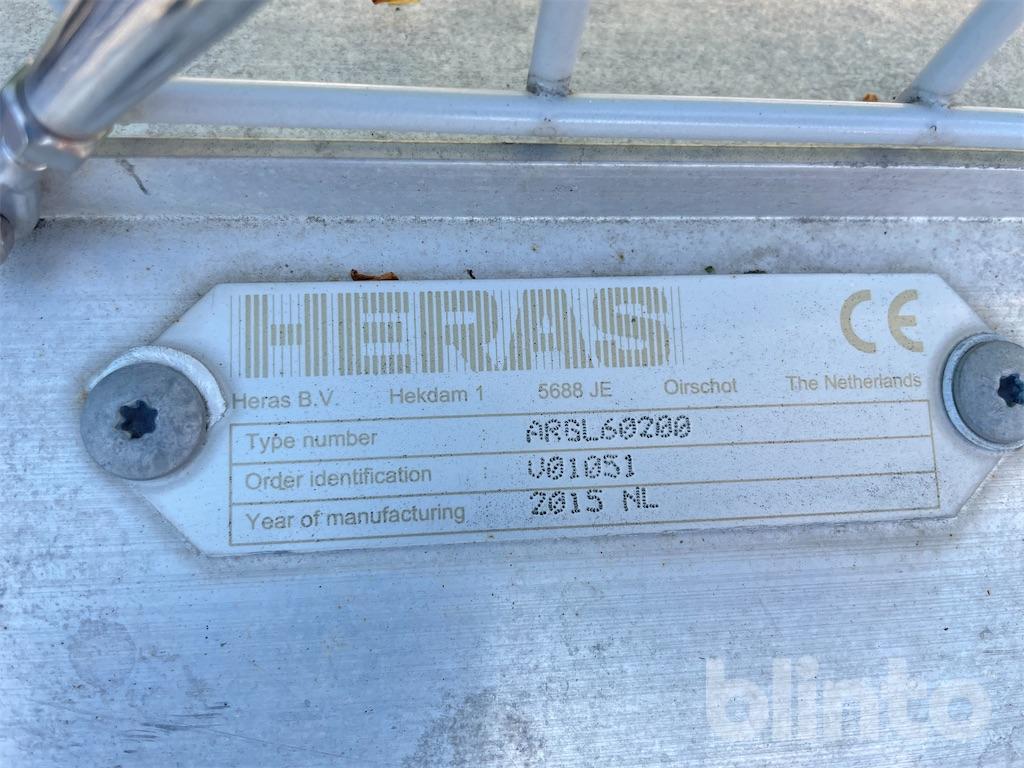 HERAS CE
Heras B.V. Hekdam 1 5688 JE Oirschot The Netherlands
Type number : ARGL60200
Order identification : V01051
Year of manufacturing : 2015 NL
blinto